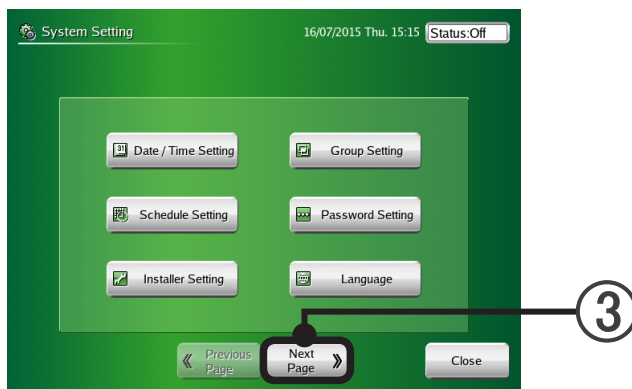 System Setting
16/07/2015 Thu. 15:15
Status:Off
Date / Time Setting
Group Setting
Schedule Setting
Password Setting
Installer Setting
Language
Previous
Page
Next
Page
Close
3